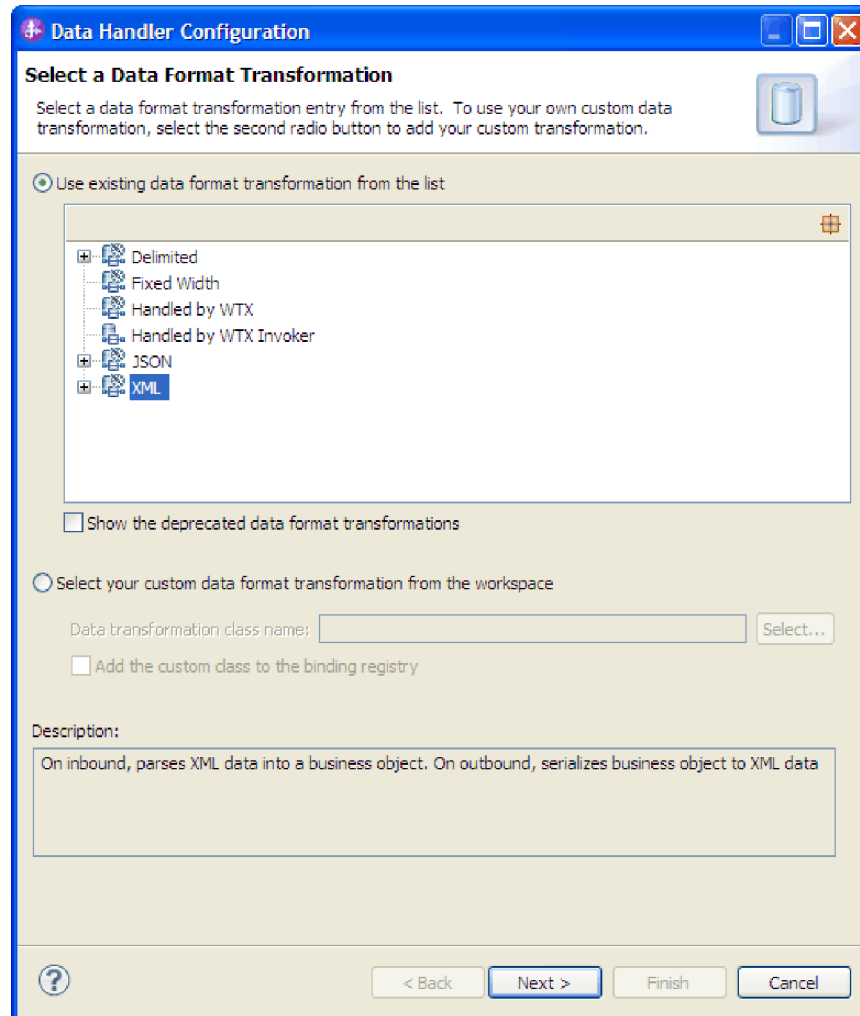 Data Handler Configuration
Select a Data Format Transformation
Select a data format transformation entry from the list. To use your own custom data
transformation, select the second radio button to add your custom transformation.
Use existing data format transformation from the list
Delimited
Fixed Width
Handled by WTX
Handled by WTX Invoker
JSON
XML
Show the deprecated data format transformations
Select your custom data format transformation from the workspace
Data transformation class name: Select...
Add the custom class to the binding registry
Description:
On inbound, parses XML data into a business object. On outbound, serializes business object to XML data
? < Back Next > Finish Cancel